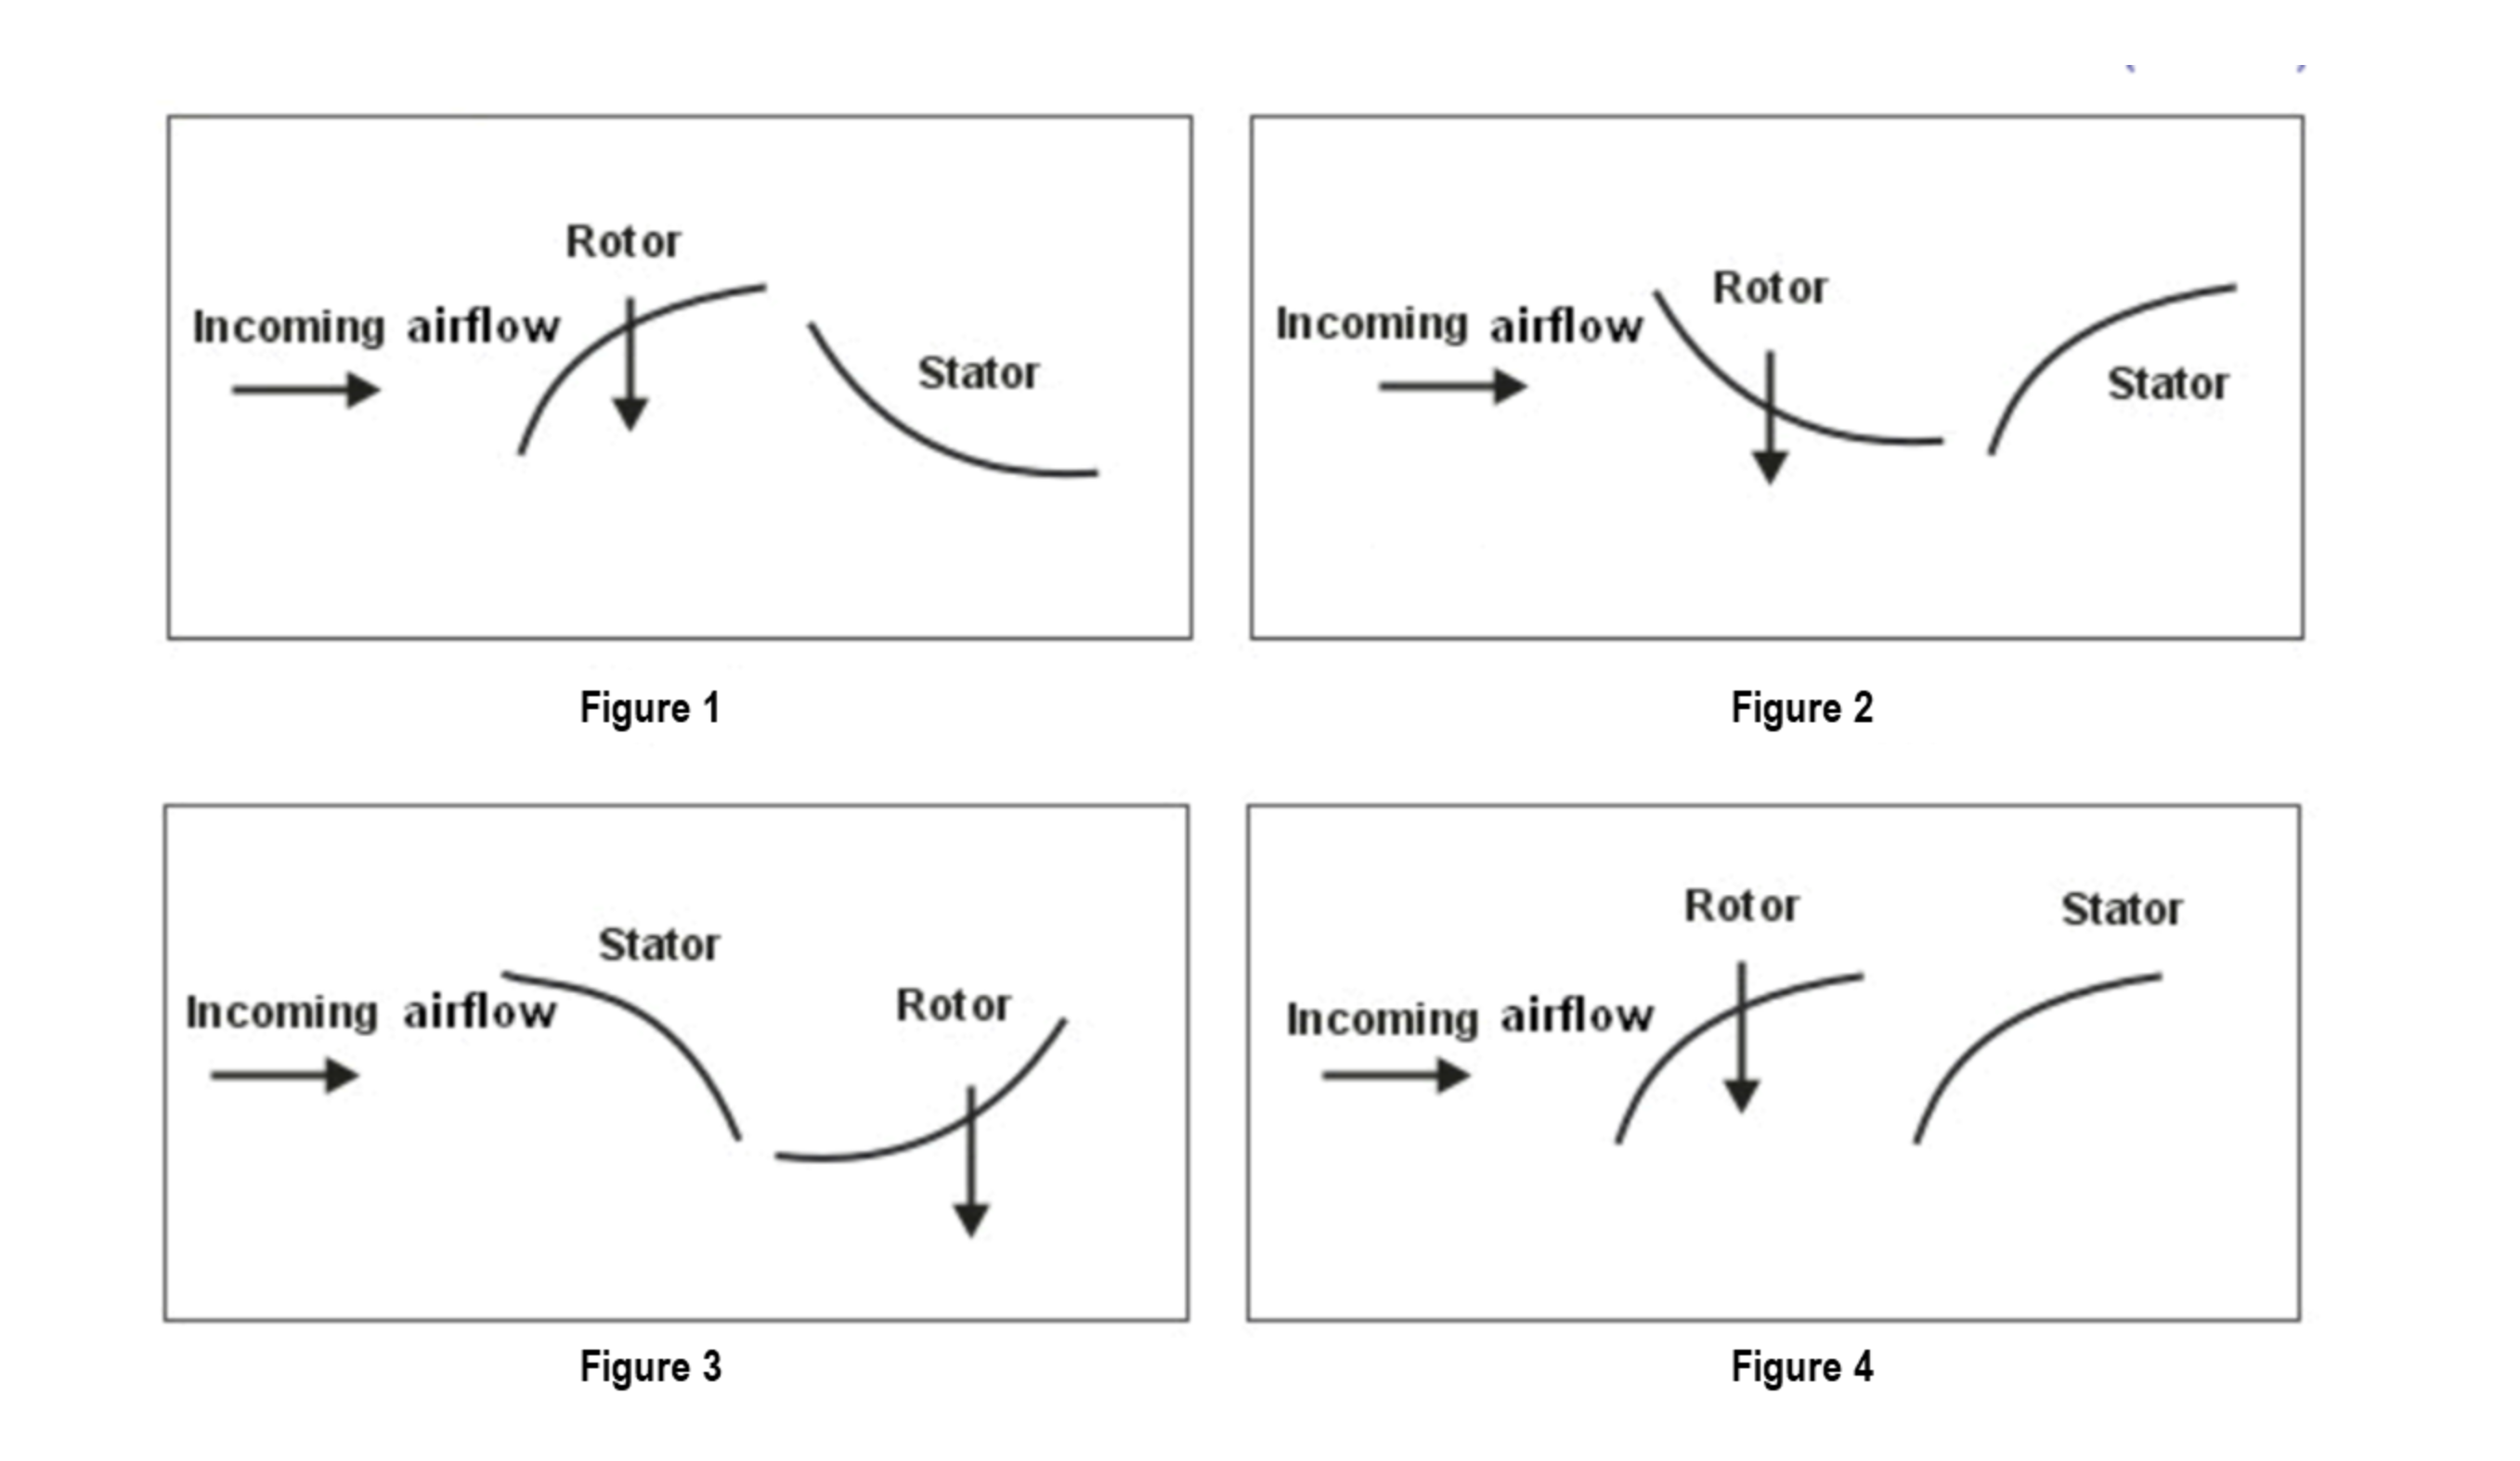 Rotor
Incoming airflow
Stator
Figure 1
Rotor
Incoming airflow
Stator
Figure 2
Stator
Incoming airflow
Rotor
Figure 3
Rotor
Stator
Incoming airflow
Figure 4